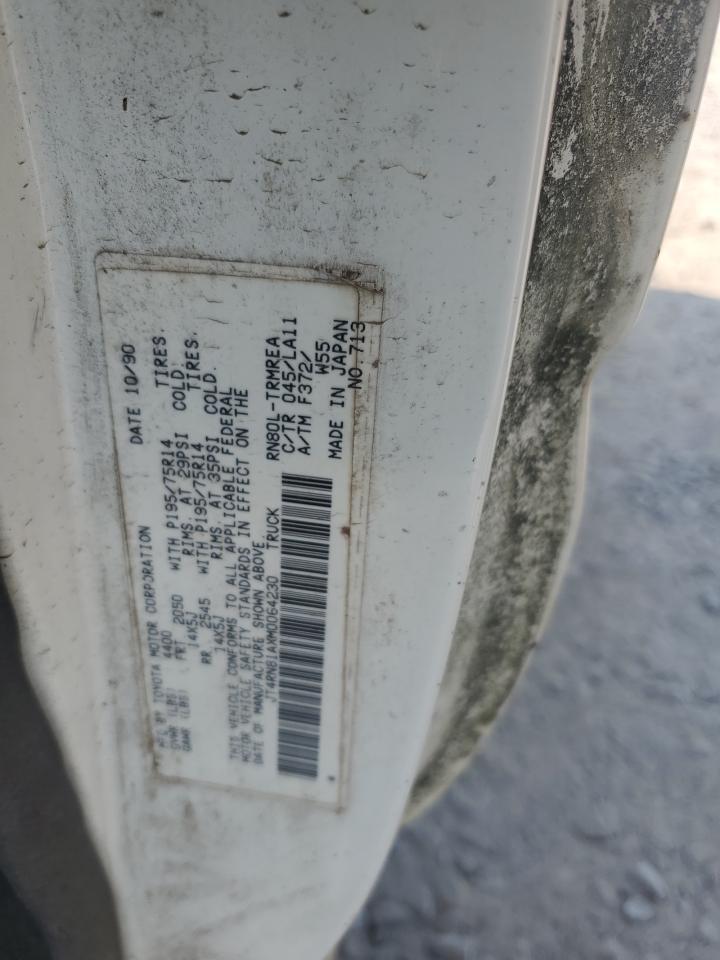 MFD BY TOYOTA MOTOR CORPORATION DATE 10/90
GVWR (LBS) 4400
GAWR (LBS) FRT 2050 WITH P195/75R14 TIRES.
14X5J RIMS. AT 29PSI COLD.
RR 2545 WITH P195/75R14 TIRES.
14X5J RIMS. AT 35PSI COLD.
THIS VEHICLE CONFORMS TO ALL APPLICABLE FEDERAL
MOTOR VEHICLE SAFETY STANDARDS IN EFFECT ON THE
DATE OF MANUFACTURE SHOWN ABOVE.
JT4RN81AXM0064230 TRUCK
RN80L-TRMREA
C/TR 045/LA11
A/TM F372/
W55
MADE IN JAPAN
NO.713